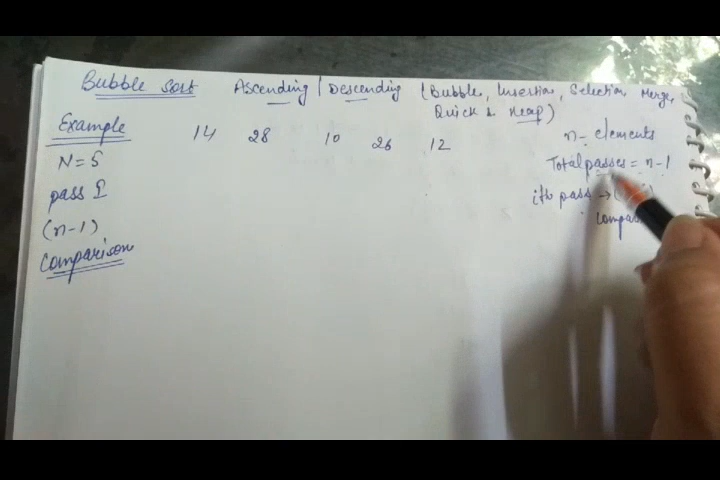 Bubble Sort Ascending / Descending (Bubble, Insertion, Selection Merge,
Quick & Heap)
Example 14 28 10 26 12 n- elements
N=5 Total passes = n-1
pass 1 ith pass → (
(n-1)
Comparison